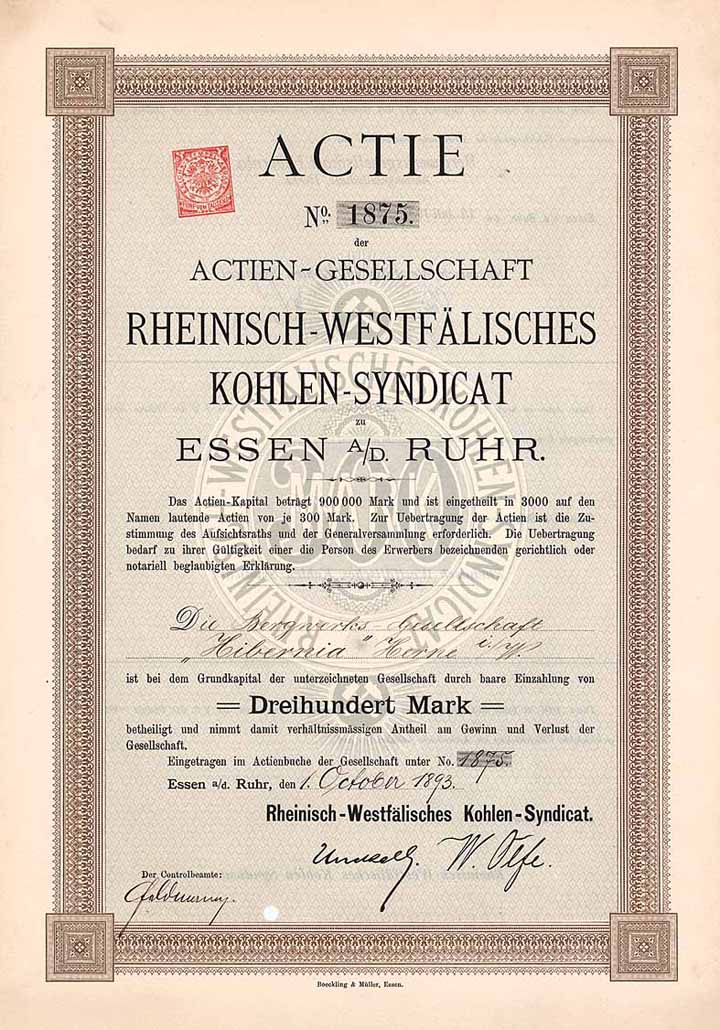 ACTIE
No. 1875.
der
ACTIEN-GESELLSCHAFT
RHEINISCH-WESTFÄLISCHES
KOHLEN-SYNDICAT
zu
ESSEN A/D. RUHR.
300
Das Actien-Kapital beträgt 900 000 Mark und ist eingetheilt in 3000 auf den
Namen lautende Actien von je 300 Mark. Zur Uebertragung der Actien ist die Zu-
stimmung des Aufsichtsraths und der Generalversammlung erforderlich. Die Uebertragung
bedarf zu ihrer Gültigkeit einer die Person des Erwerbers bezeichnenden gerichtlich oder
notariell beglaubigten Erklärung.
Die Bergwerks-Gesellschaft
„Hibernia" Herne i./W.
ist bei dem Grundkapital der unterzeichneten Gesellschaft durch baare Einzahlung von
= Dreihundert Mark =
betheiligt und nimmt damit verhältnissmässigen Antheil am Gewinn und Verlust der
Gesellschaft.
Eingetragen im Actienbuche der Gesellschaft unter No. 1875.
Essen a/d. Ruhr, den 1. October 1893.
Rheinisch-Westfälisches Kohlen-Syndicat.
W. Olfe.
Der Controlbeamte:
Boeckling & Müller, Essen.